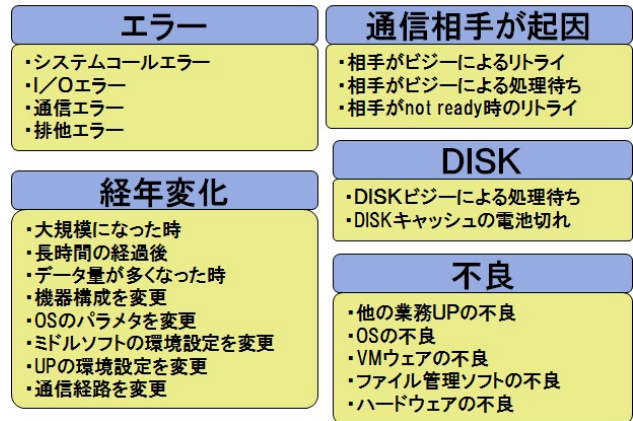 エラー
・システムコールエラー
・I／Oエラー
・通信エラー
・排他エラー
経年変化
・大規模になった時
・長時間の経過後
・データ量が多くなった時
・機器構成を変更
・OSのパラメタを変更
・ミドルソフトの環境設定を変更
・UPの環境設定を変更
・通信経路を変更
通信相手が起因
・相手がビジーによるリトライ
・相手がビジーによる処理待ち
・相手がnot ready時のリトライ
DISK
・DISKビジーによる処理待ち
・DISKキャッシュの電池切れ
不良
・他の業務UPの不良
・OSの不良
・VMウェアの不良
・ファイル管理ソフトの不良
・ハードウェアの不良